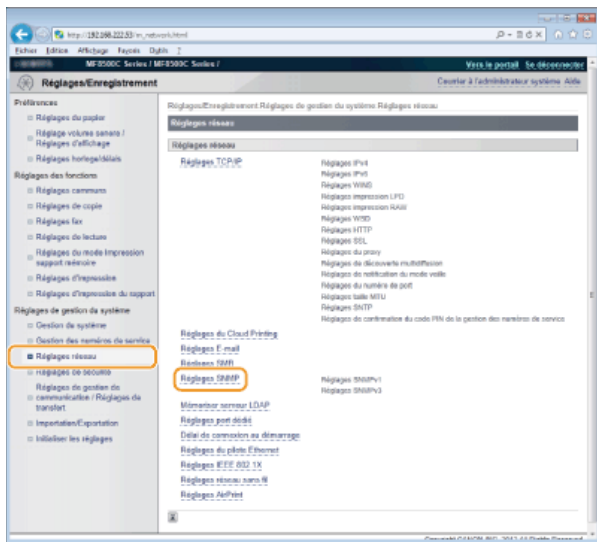 http://192.168.222.53/m_network.html
Fichier Edition Affichage Favoris Outils ?
MF8500C Series / MF8500C Series /
Vers le portail Se déconnecter
Réglages/Enregistrement
Courrier à l'administrateur système Aide
Préférences
Réglages du papier
Réglage volume sonore /
Réglages d'affichage
Réglages horloge/délais
Réglages des fonctions
Réglages communs
Réglages de copie
Réglages fax
Réglages de lecture
Réglages du mode Impression
support mémoire
Réglages d'impression
Réglages d'impression du rapport
Réglages de gestion du système
Gestion du système
Gestion des numéros de service
Réglages réseau
Réglages de sécurité
Réglages de gestion de
communication / Réglages de
transfert
Importation/Exportation
Initialiser les réglages
Réglages/Enregistrement:Réglages de gestion du système:Réglages réseau
Réglages réseau
Réglages réseau
Réglages TCP/IP
Réglages IPv4
Réglages IPv6
Réglages WINS
Réglages impression LPD
Réglages impression RAW
Réglages WSD
Réglages HTTP
Réglages SSL
Réglages du proxy
Réglages de découverte multidiffusion
Réglages de notification du mode veille
Réglages du numéro de port
Réglages taille MTU
Réglages SNTP
Réglages de confirmation du code PIN de la gestion des numéros de service
Réglages du Cloud Printing
Réglages E-mail
Réglages SMB
Réglages SNMP
Réglages SNMPv1
Réglages SNMPv3
Mémoriser serveur LDAP
Réglages port dédié
Délai de connexion au démarrage
Réglages du pilote Ethernet
Réglages IEEE 802.1X
Réglages réseau sans fil
Réglages AirPrint
Copyright CANON INC. 2012 All Rights Reserved